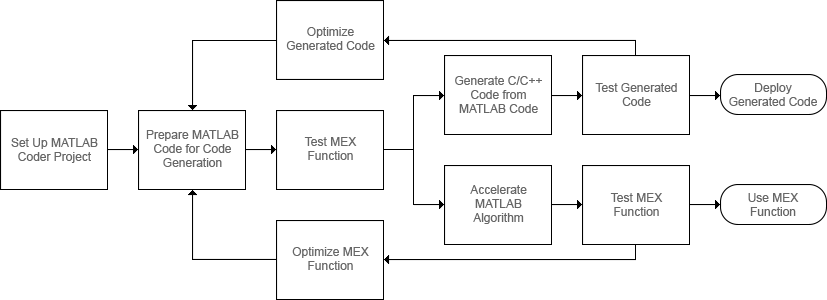 Optimize
Generated Code
Generate C/C++
Code from
MATLAB Code
Test Generated
Code
Deploy
Generated Code
Set Up MATLAB
Coder Project
Prepare MATLAB
Code for Code
Generation
Test MEX
Function
Accelerate
MATLAB
Algorithm
Test MEX
Function
Use MEX
Function
Optimize MEX
Function